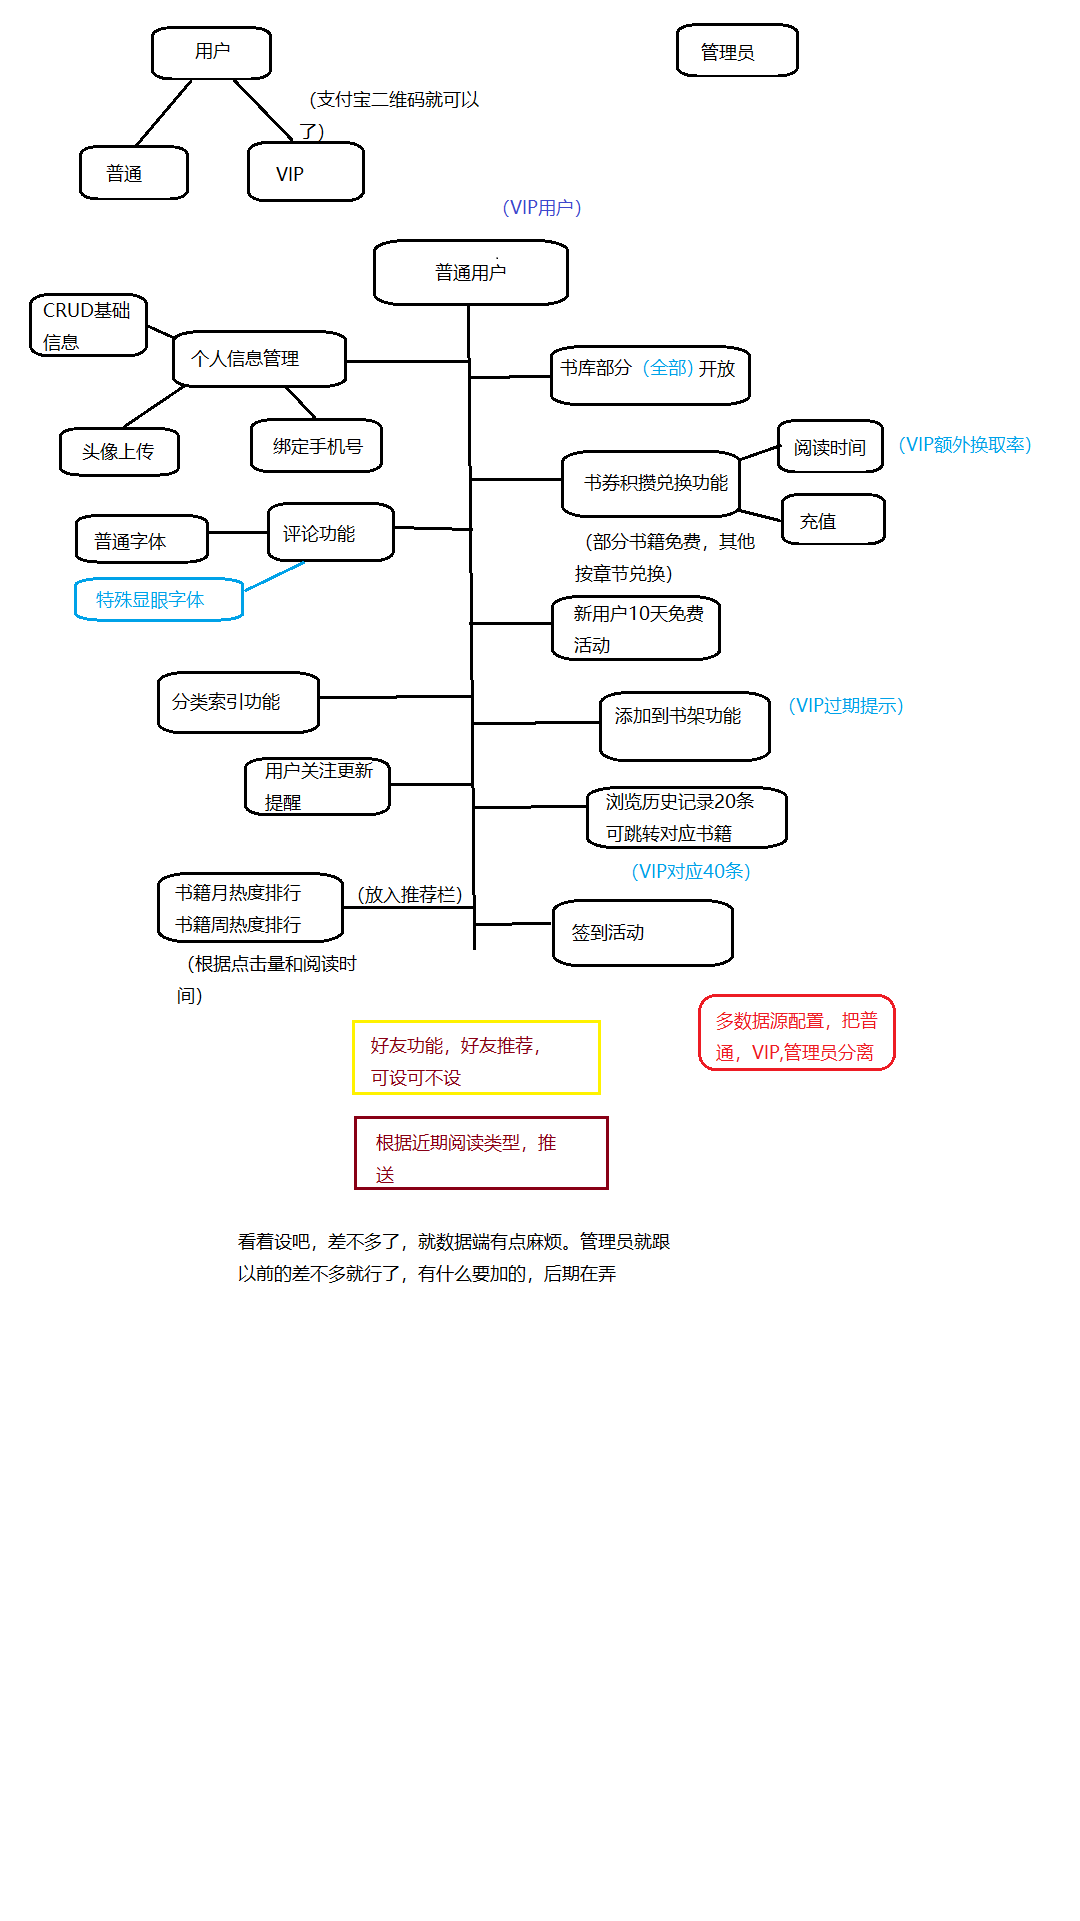 用户
管理员
（支付宝二维码就可以
了）
普通
VIP
（VIP用户）
普通用户
CRUD基础
信息
个人信息管理
书库部分（全部）开放
头像上传
绑定手机号
阅读时间
（VIP额外换取率）
书券积攒兑换功能
充值
普通字体
评论功能
（部分书籍免费，其他
按章节兑换）
特殊显眼字体
新用户10天免费
活动
分类索引功能
添加到书架功能
（VIP过期提示）
用户关注更新
提醒
浏览历史记录20条
可跳转对应书籍
（VIP对应40条）
书籍月热度排行
书籍周热度排行
（放入推荐栏）
签到活动
（根据点击量和阅读时
间）
多数据源配置，把普
通，VIP,管理员分离
好友功能，好友推荐，
可设可不设
根据近期阅读类型，推
送
看着设吧，差不多了，就数据端有点麻烦。管理员就跟
以前的差不多就行了，有什么要加的，后期在弄